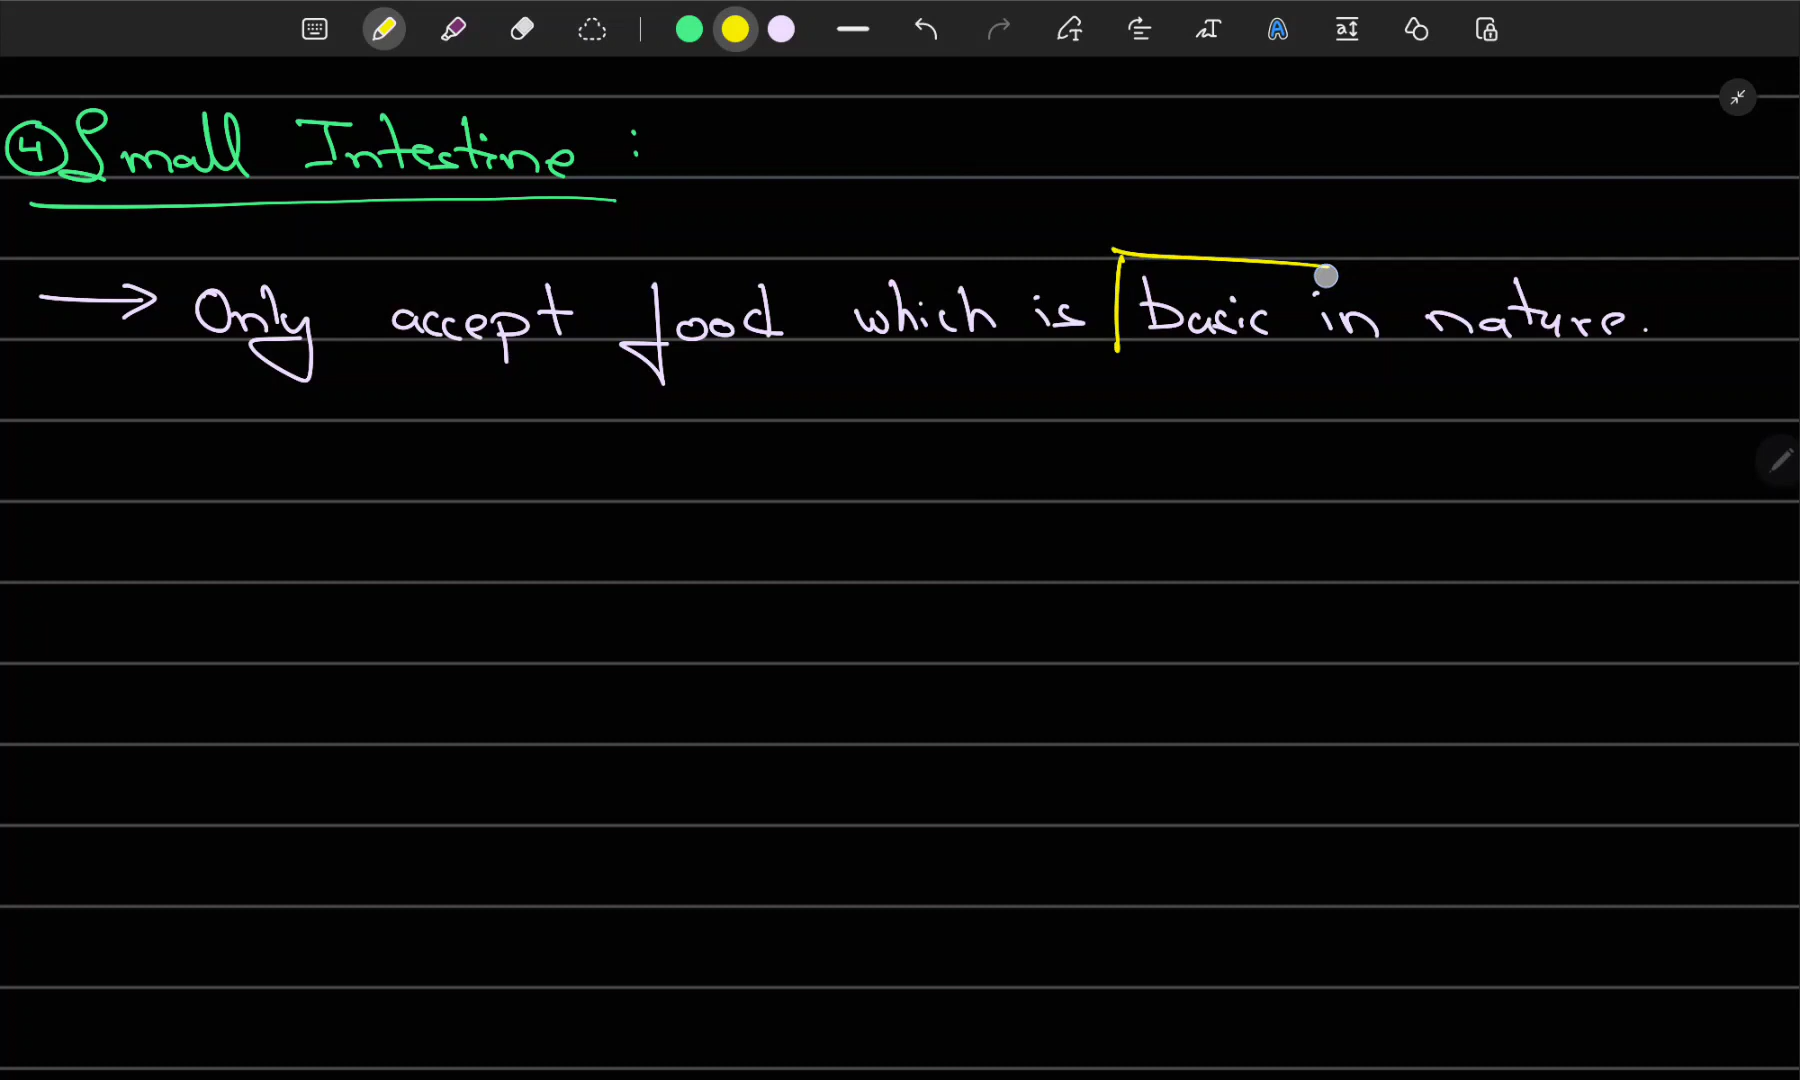 ④ Small Intestine :
→ Only accept food which is basic in nature.